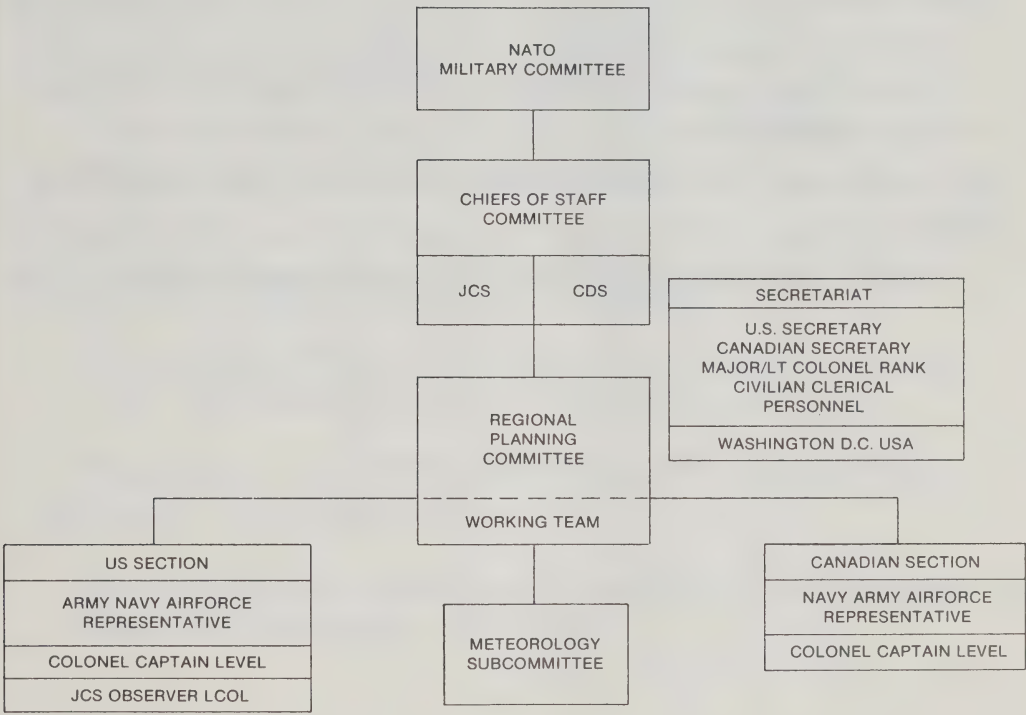 NATO
MILITARY COMMITTEE
CHIEFS OF STAFF
COMMITTEE
JCS
CDS
SECRETARIAT
U.S. SECRETARY
CANADIAN SECRETARY
MAJOR/LT COLONEL RANK
CIVILIAN CLERICAL
PERSONNEL
WASHINGTON D.C. USA
REGIONAL
PLANNING
COMMITTEE
WORKING TEAM
US SECTION
ARMY NAVY AIRFORCE
REPRESENTATIVE
COLONEL CAPTAIN LEVEL
JCS OBSERVER LCOL
METEOROLOGY
SUBCOMMITTEE
CANADIAN SECTION
NAVY ARMY AIRFORCE
REPRESENTATIVE
COLONEL CAPTAIN LEVEL